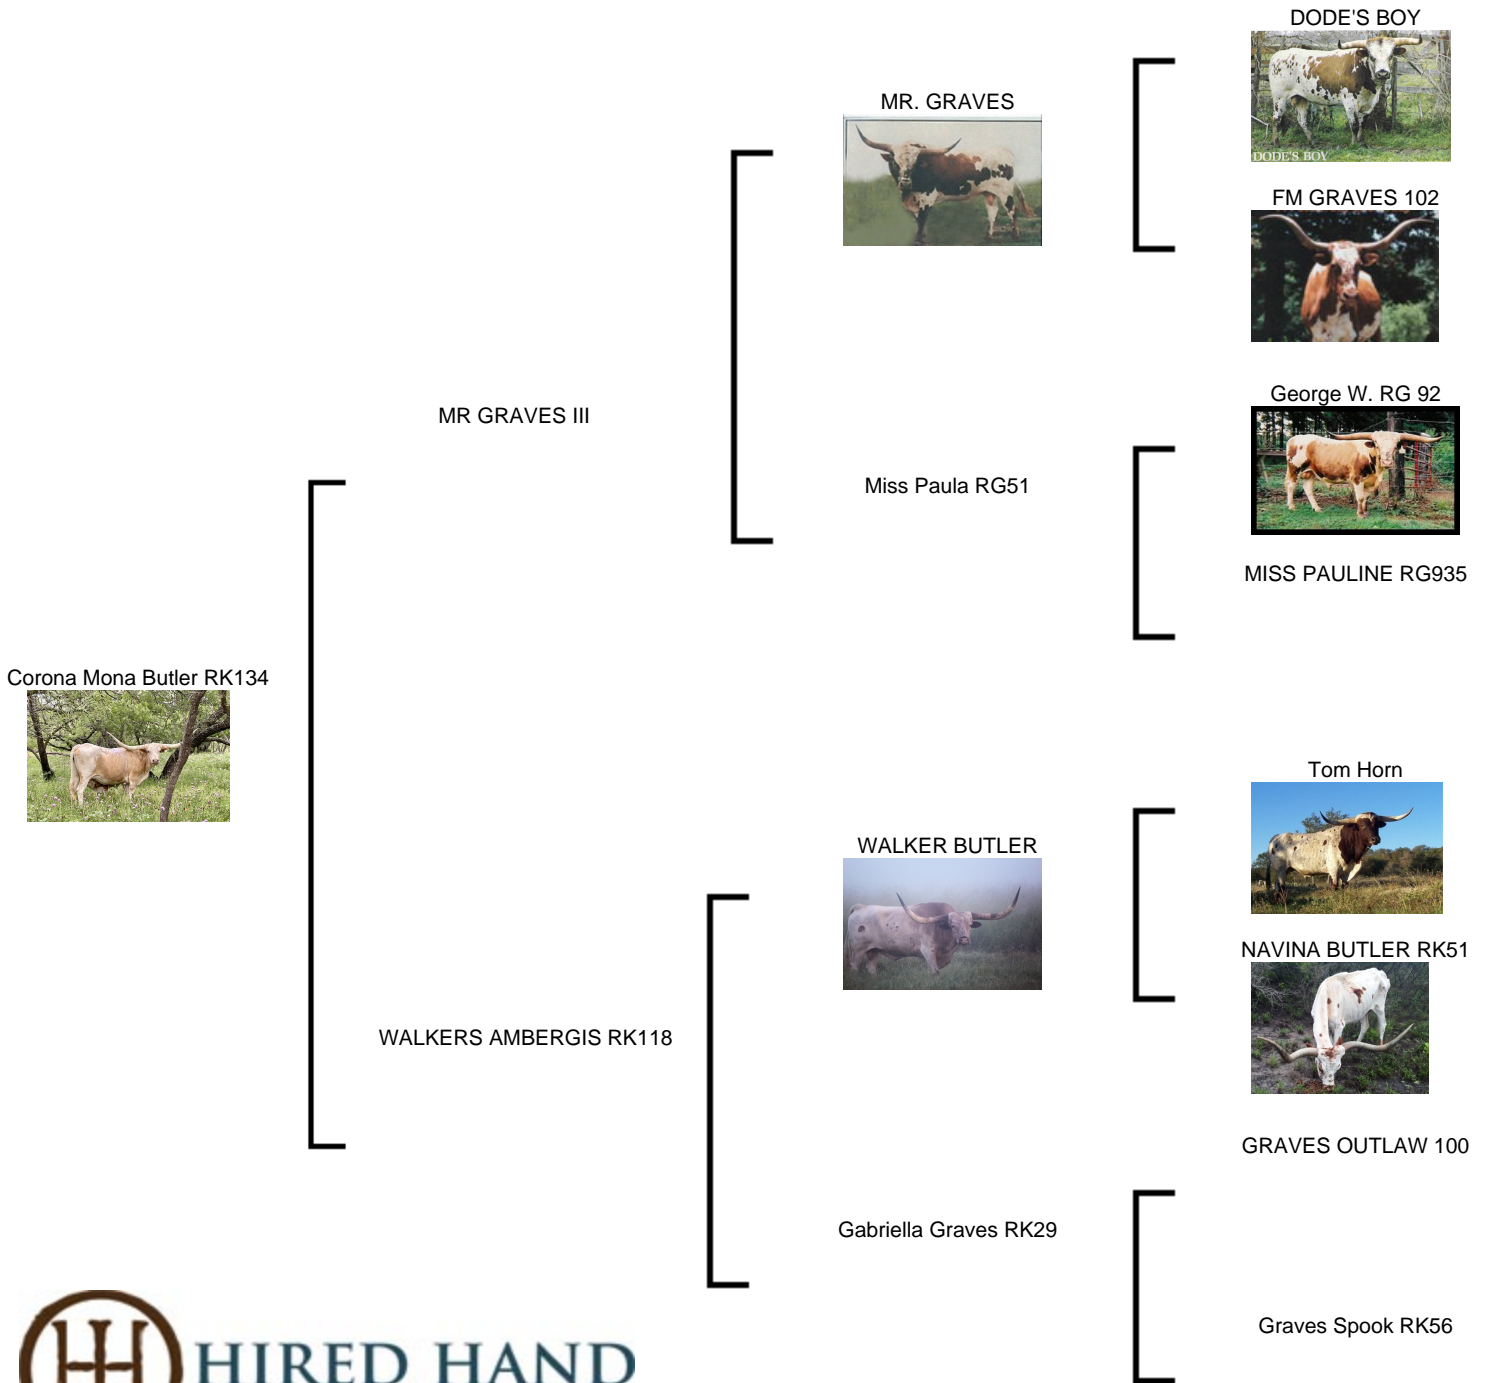 DODE'S BOY
MR. GRAVES
DODE'S BOY
FM GRAVES 102
George W. RG 92
MR GRAVES III
Miss Paula RG51
MISS PAULINE RG935
Corona Mona Butler RK134
Tom Horn
WALKER BUTLER
NAVINA BUTLER RK51
WALKERS AMBERGIS RK118
GRAVES OUTLAW 100
Gabriella Graves RK29
Graves Spook RK56
HIRED HAND